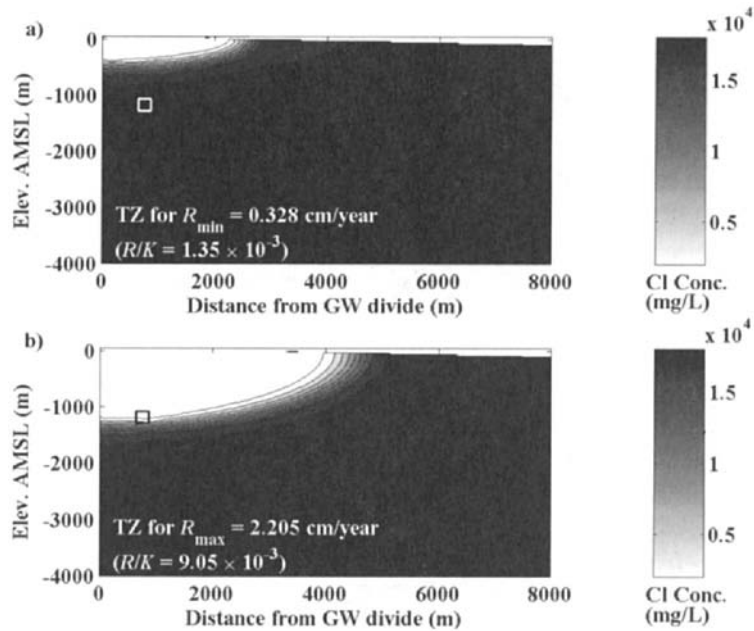 a)
0
-1000
-2000
-3000
-4000
Elev. AMSL (m)
TZ for Rmin = 0.328 cm/year
(R/K = 1.35 × 10-3)
0 2000 4000 6000 8000
Distance from GW divide (m)
x 10^4
1.5
1
0.5
Cl Conc.
(mg/L)
b)
0
-1000
-2000
-3000
-4000
Elev. AMSL (m)
TZ for Rmax = 2.205 cm/year
(R/K = 9.05 × 10-3)
0 2000 4000 6000 8000
Distance from GW divide (m)
x 10^4
1.5
1
0.5
Cl Conc.
(mg/L)